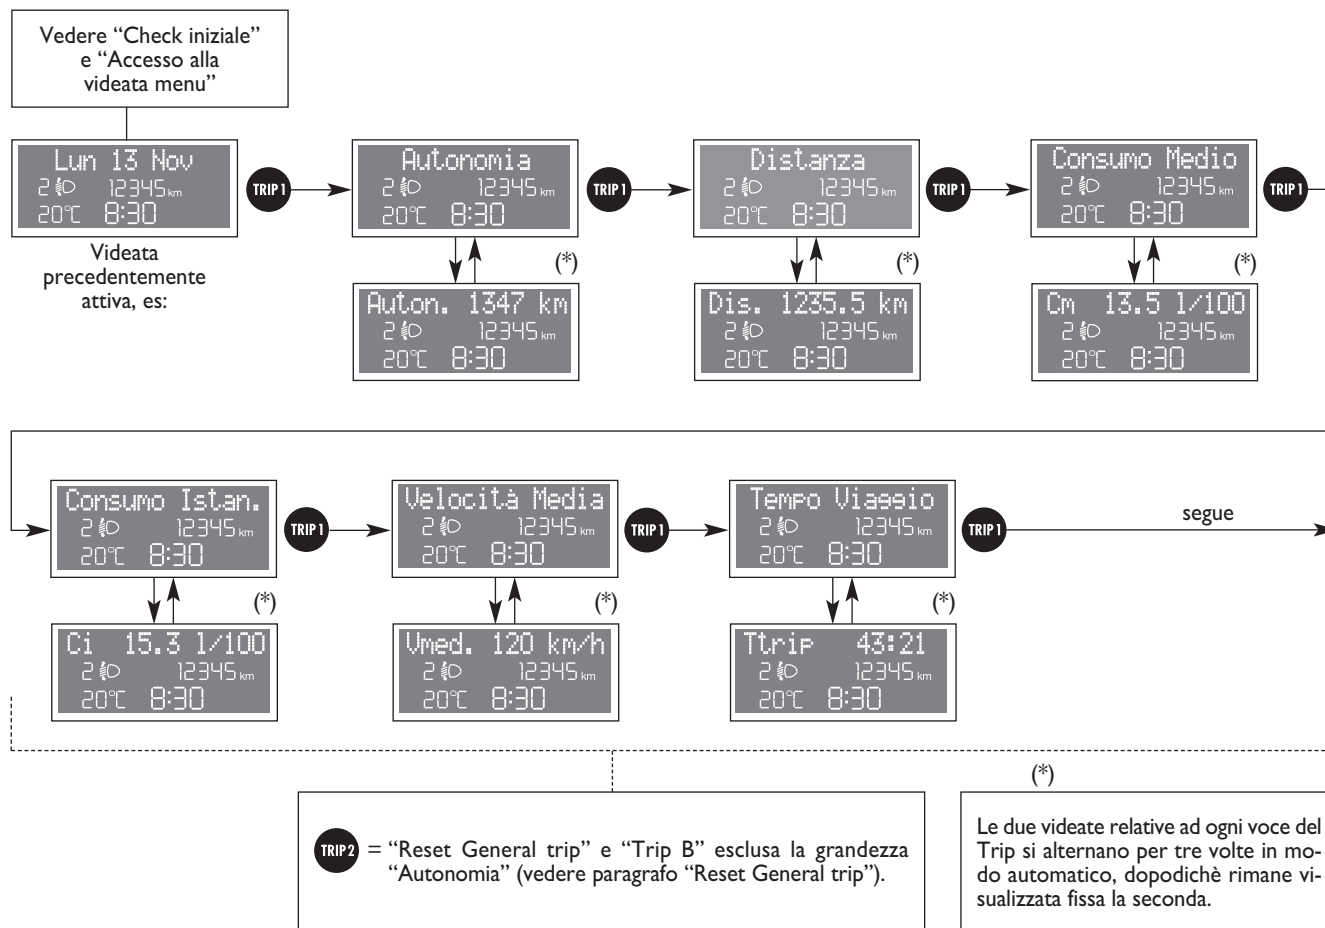 Vedere “Check iniziale”
e “Accesso alla
videata menu”
Lun 13 Nov
2 12345 km
20°C 8:30
Videata
precedentemente
attiva, es:
TRIP 1
Autonomia
2 12345 km
20°C 8:30
(*)
Auton. 1347 km
2 12345 km
20°C 8:30
TRIP 1
Distanza
2 12345 km
20°C 8:30
(*)
Dis. 1235.5 km
2 12345 km
20°C 8:30
TRIP 1
Consumo Medio
2 12345 km
20°C 8:30
(*)
Cm 13.5 l/100
2 12345 km
20°C 8:30
TRIP 1
Consumo Istan.
2 12345 km
20°C 8:30
(*)
Ci 15.3 l/100
2 12345 km
20°C 8:30
TRIP 1
Velocità Media
2 12345 km
20°C 8:30
(*)
Vmed. 120 km/h
2 12345 km
20°C 8:30
TRIP 1
Tempo Viaggio
2 12345 km
20°C 8:30
(*)
Ttrip 43:21
2 12345 km
20°C 8:30
TRIP 1
segue
TRIP 2 = “Reset General trip” e “Trip B” esclusa la grandezza
“Autonomia” (vedere paragrafo “Reset General trip”).
(*)
Le due videate relative ad ogni voce del
Trip si alternano per tre volte in mo-
do automatico, dopodichè rimane vi-
sualizzata fissa la seconda.